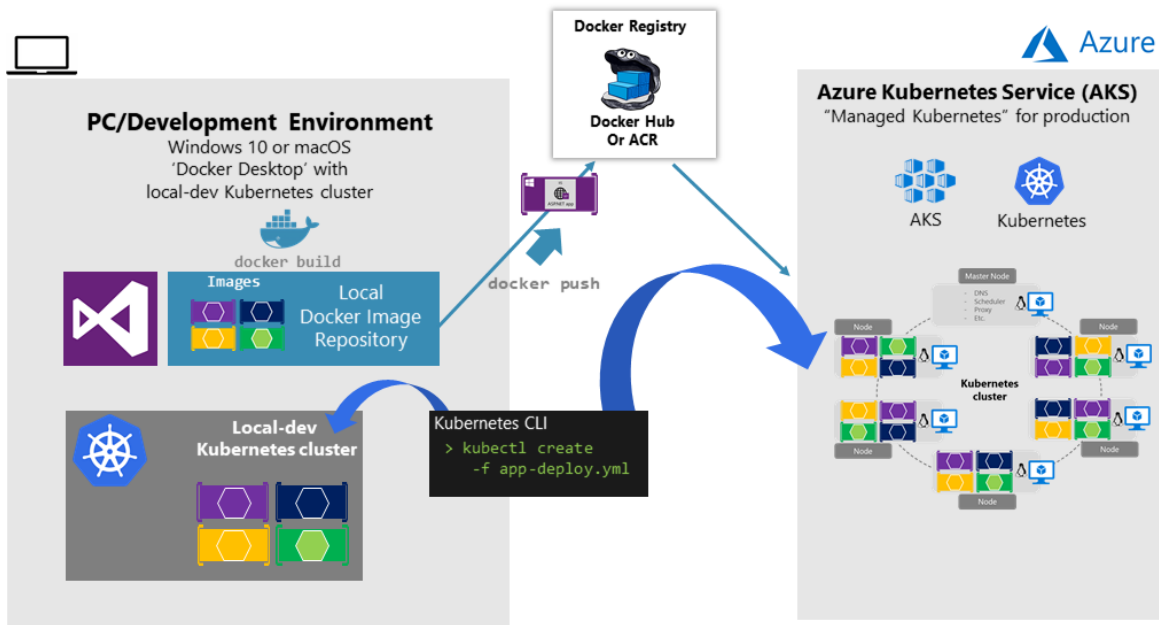 PC/Development Environment
Windows 10 or macOS
'Docker Desktop' with
local-dev Kubernetes cluster
docker build
Images
Local
Docker Image
Repository
Local-dev
Kubernetes cluster
Docker Registry
Docker Hub
Or ACR
ASP.NET app
docker push
Kubernetes CLI
> kubectl create
-f app-deploy.yml
Azure
Azure Kubernetes Service (AKS)
“Managed Kubernetes” for production
AKS
Kubernetes
Master Node
- DNS
- Scheduler
- Proxy
- Etc.
Node
Node
Kubernetes
cluster
Node
Node
Node